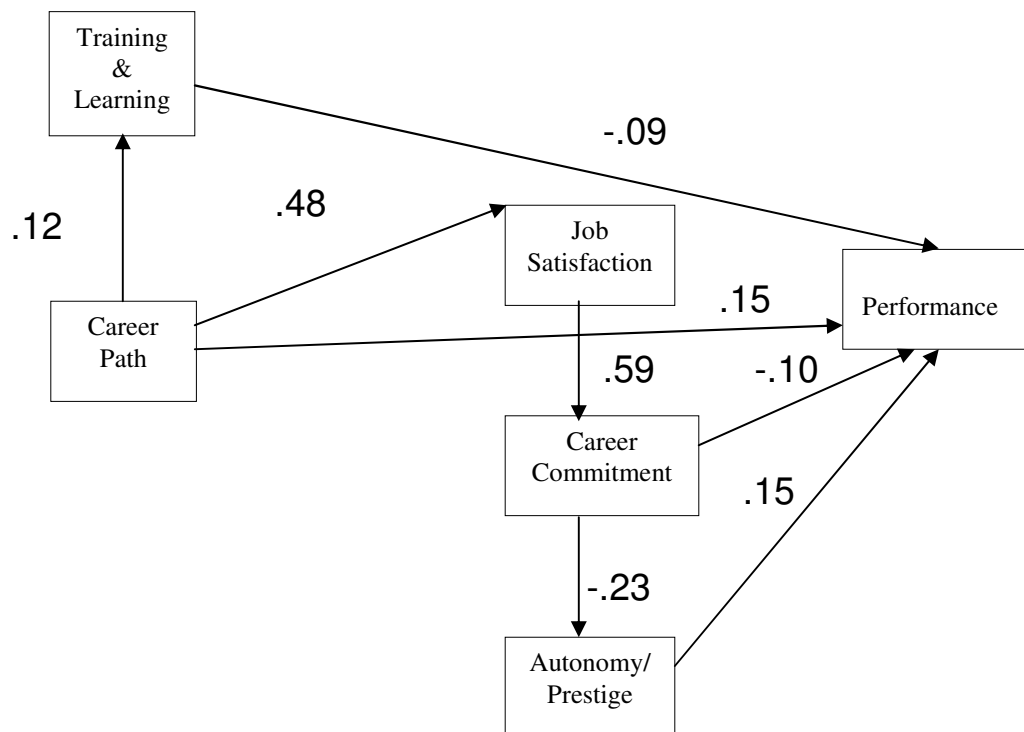 Training
&
Learning
-.09
.48
.12
Job
Satisfaction
Performance
.15
Career
Path
.59
-.10
Career
Commitment
.15
-.23
Autonomy/
Prestige